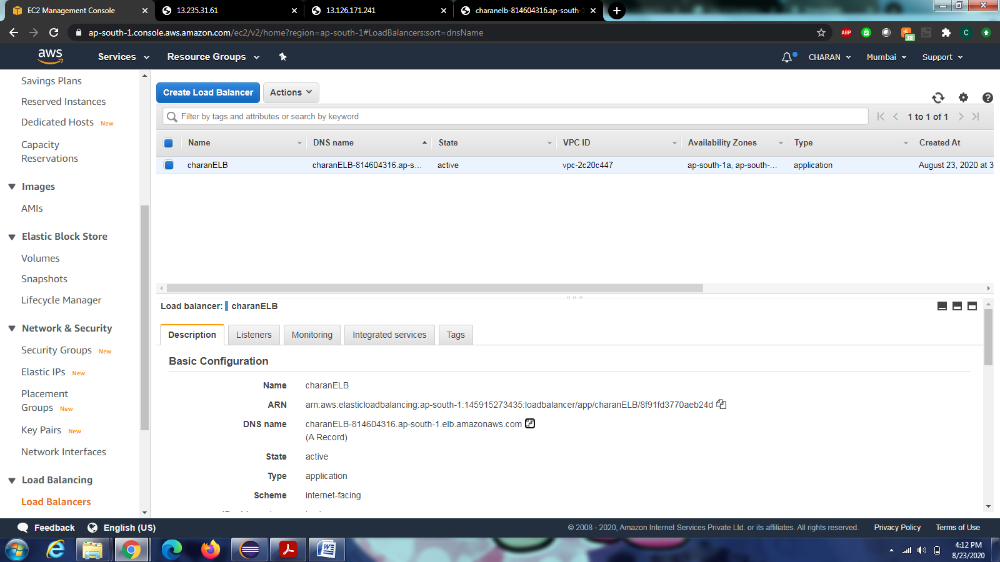 EC2 Management Console
13.235.31.61
13.126.171.241
charanelb-814604316.ap-south-
ap-south-1.console.aws.amazon.com/ec2/v2/home?region=ap-south-1#LoadBalancers:sort=dnsName
ABP
38
C
aws
Services
Resource Groups
CHARAN
Mumbai
Support
Savings Plans
Reserved Instances
Dedicated Hosts New
Capacity
Reservations
Images
AMIs
Elastic Block Store
Volumes
Snapshots
Lifecycle Manager
Network & Security
Security Groups New
Elastic IPs New
Placement
Groups New
Key Pairs New
Network Interfaces
Load Balancing
Load Balancers
Create Load Balancer
Actions
Filter by tags and attributes or search by keyword
1 to 1 of 1
Name DNS name State VPC ID Availability Zones Type Created At
charanELB charanELB-814604316.ap-s... active vpc-2c20c447 ap-south-1a, ap-south-... application August 23, 2020 at 3
Load balancer: charanELB
Description Listeners Monitoring Integrated services Tags
Basic Configuration
Name charanELB
ARN arn:aws:elasticloadbalancing:ap-south-1:145915273435:loadbalancer/app/charanELB/8f91fd3770aeb24d
DNS name charanELB-814604316.ap-south-1.elb.amazonaws.com
(A Record)
State active
Type application
Scheme internet-facing
Feedback
English (US)
© 2008 - 2020, Amazon Internet Services Private Ltd. or its affiliates. All rights reserved.
Privacy Policy
Terms of Use
4:12 PM
8/23/2020